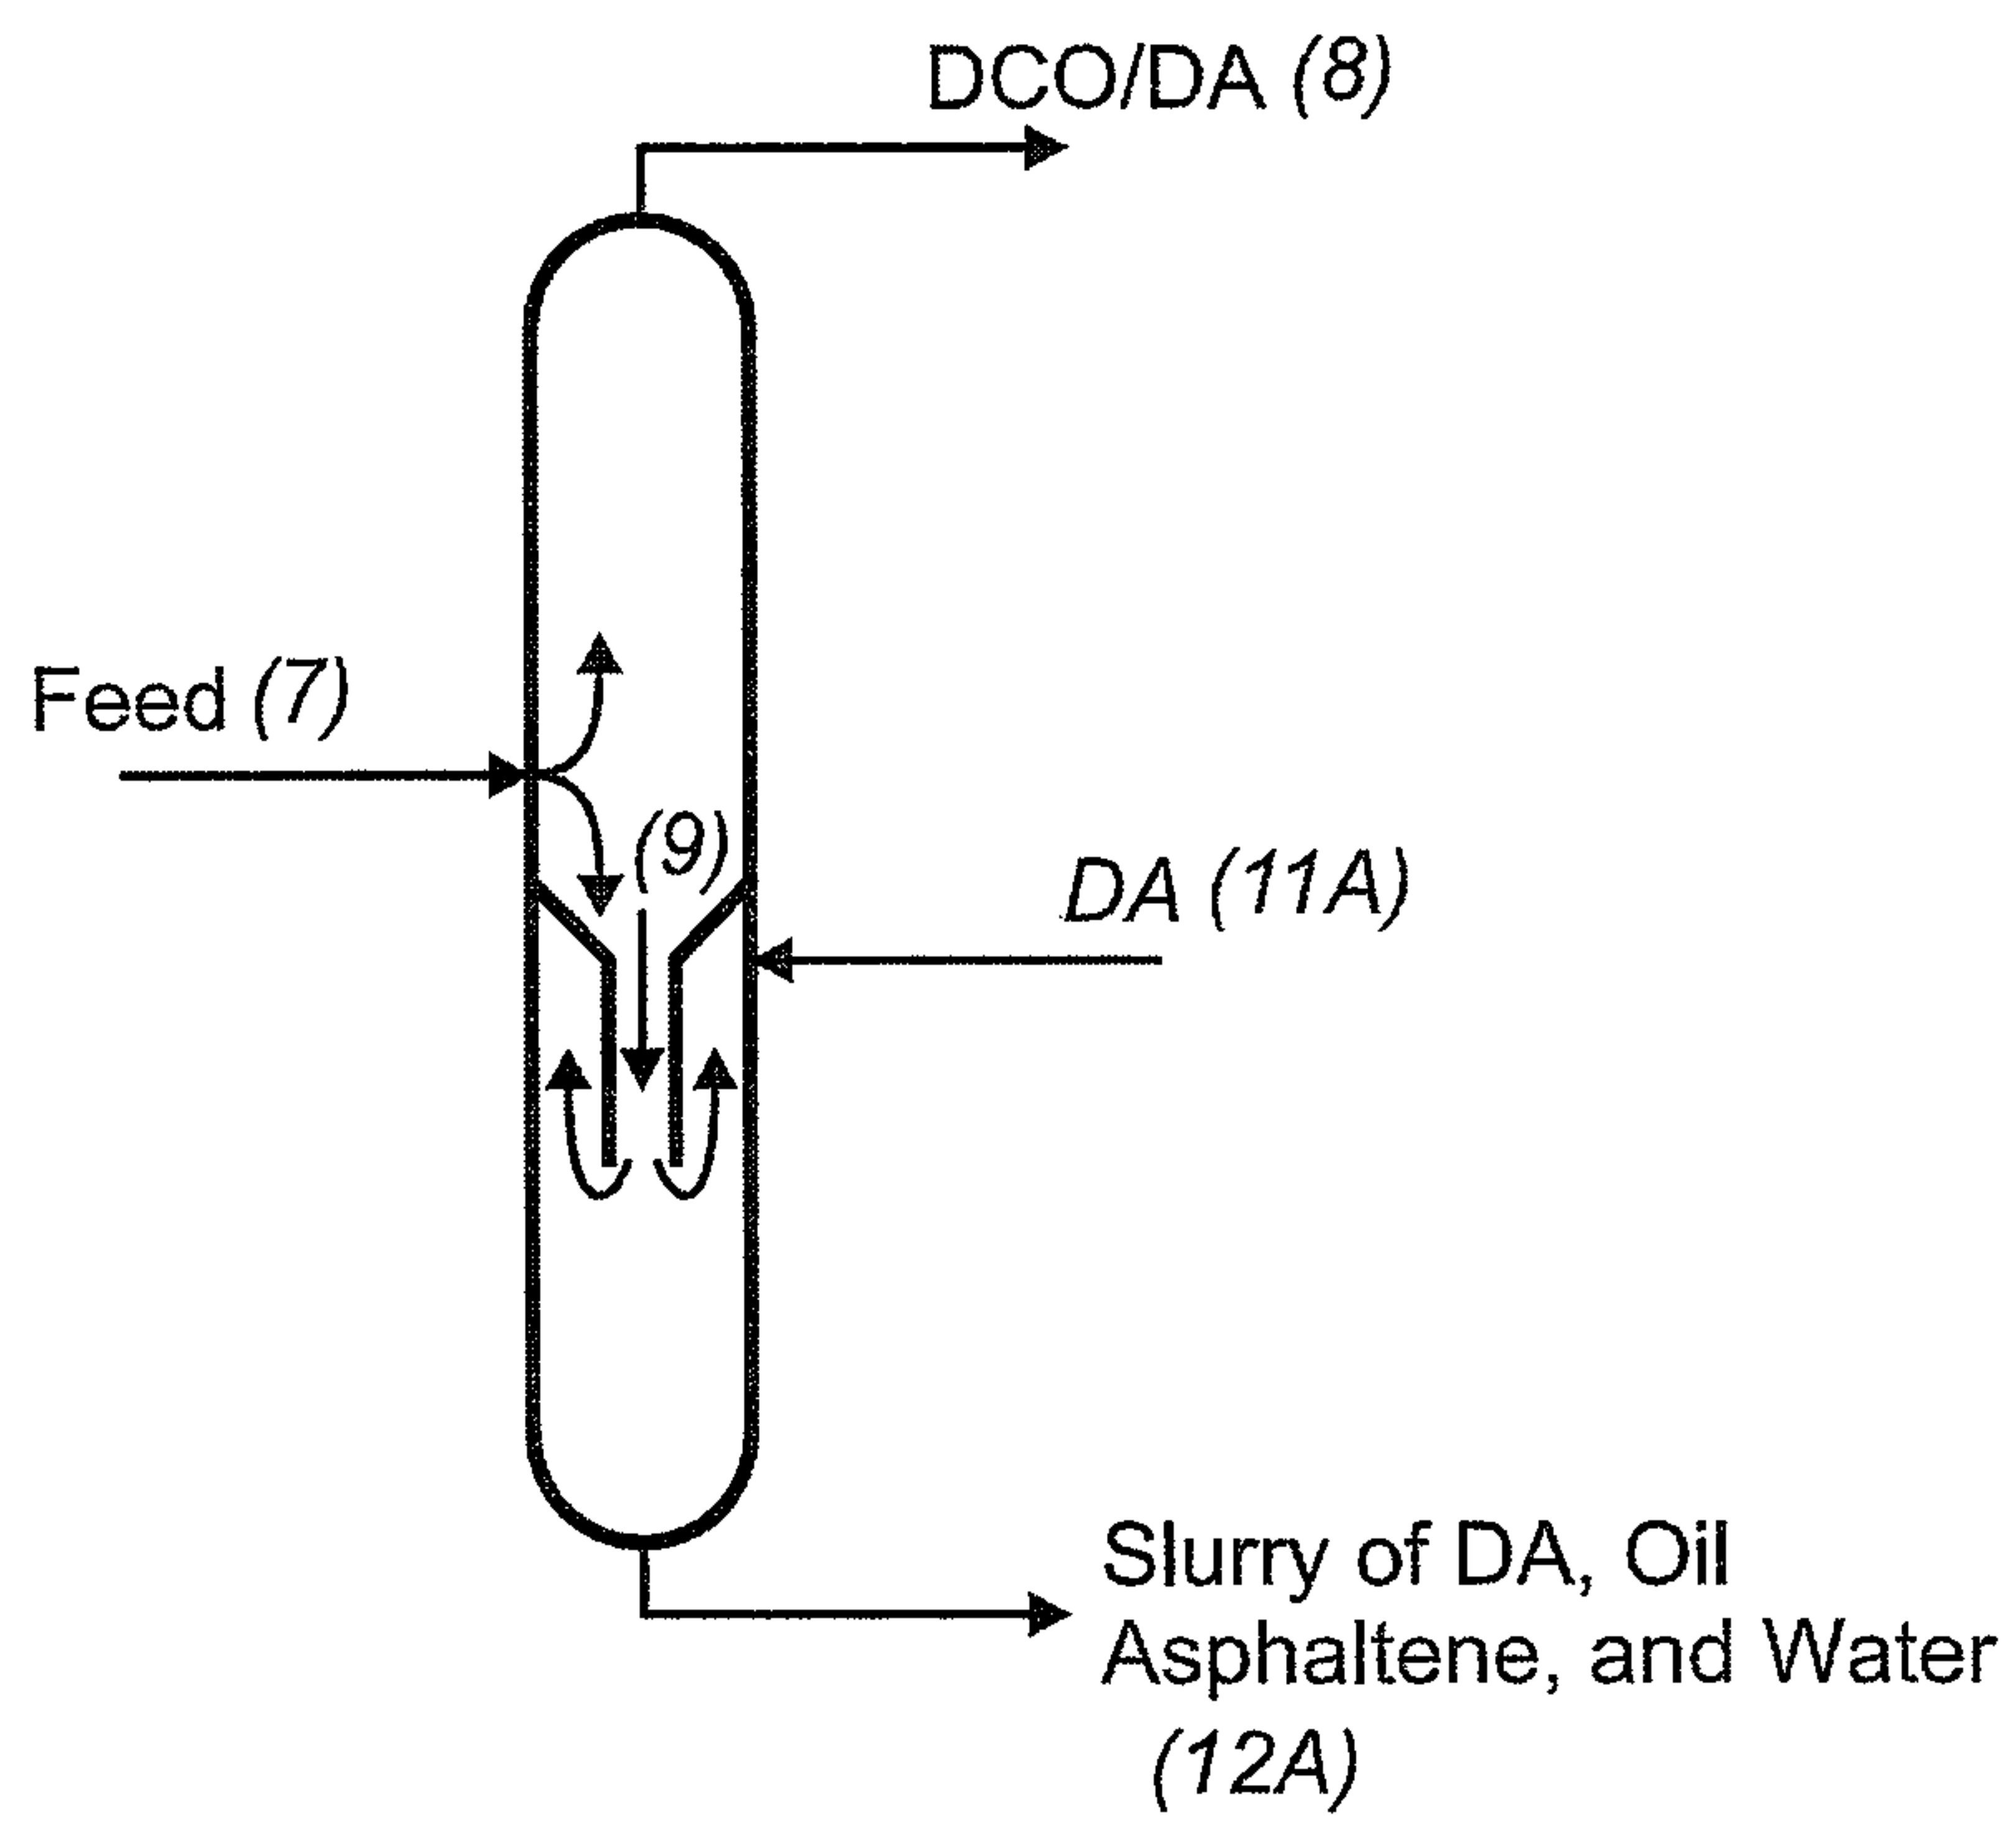 DCO/DA (8)
Feed (7)
(9)
DA (11A)
Slurry of DA, Oil
Asphaltene, and Water
(12A)